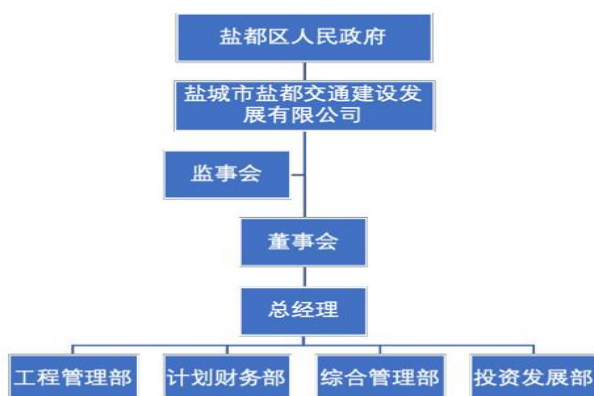 盐都区人民政府
盐城市盐都交通建设发
展有限公司
监事会
董事会
总经理
工程管理部
计划财务部
综合管理部
投资发展部